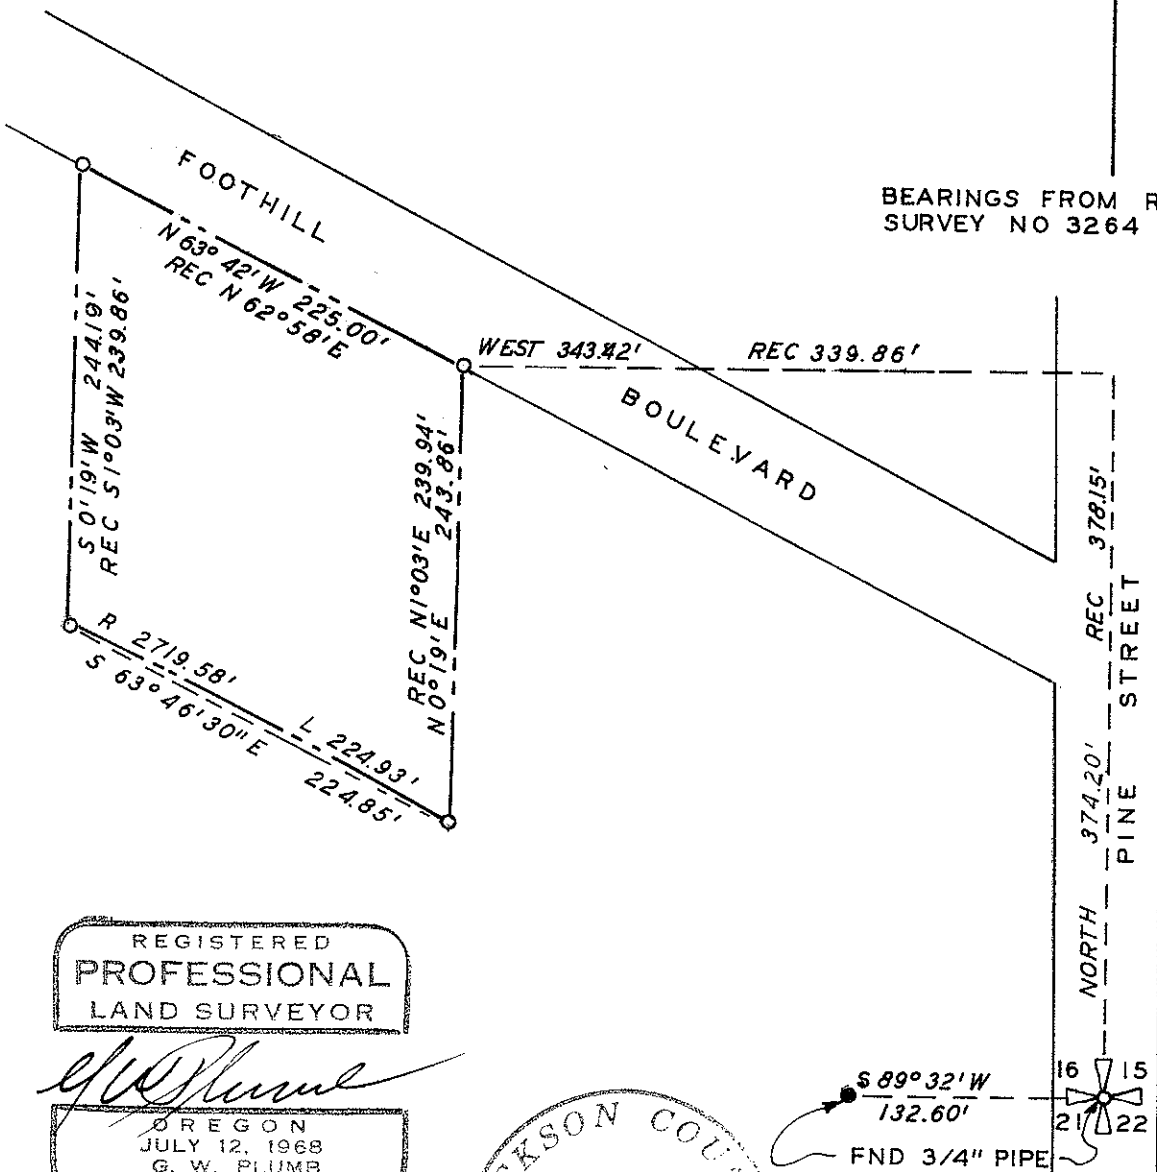 FOOTHILL
BEARINGS FROM R
SURVEY NO 3264
N 63° 42' W 225.00'
REC N 62° 58' E
WEST 343.42' REC 339.86'
BOULEVARD
S 0°19' W 244.19'
REC S 1°03' W 239.86'
REC N 1°03' E 239.94'
N 0°19' E 243.86'
REC 378.15'
NORTH 374.20'
PINE STREET
R 2719.58' L 224.93'
S 63° 46' 30" E 224.85'
REGISTERED
PROFESSIONAL
LAND SURVEYOR
OREGON
JULY 12, 1968
G. W. PLUMB
KSON COU
S 89° 32' W
132.60'
16 15
21 22
FND 3/4" PIPE